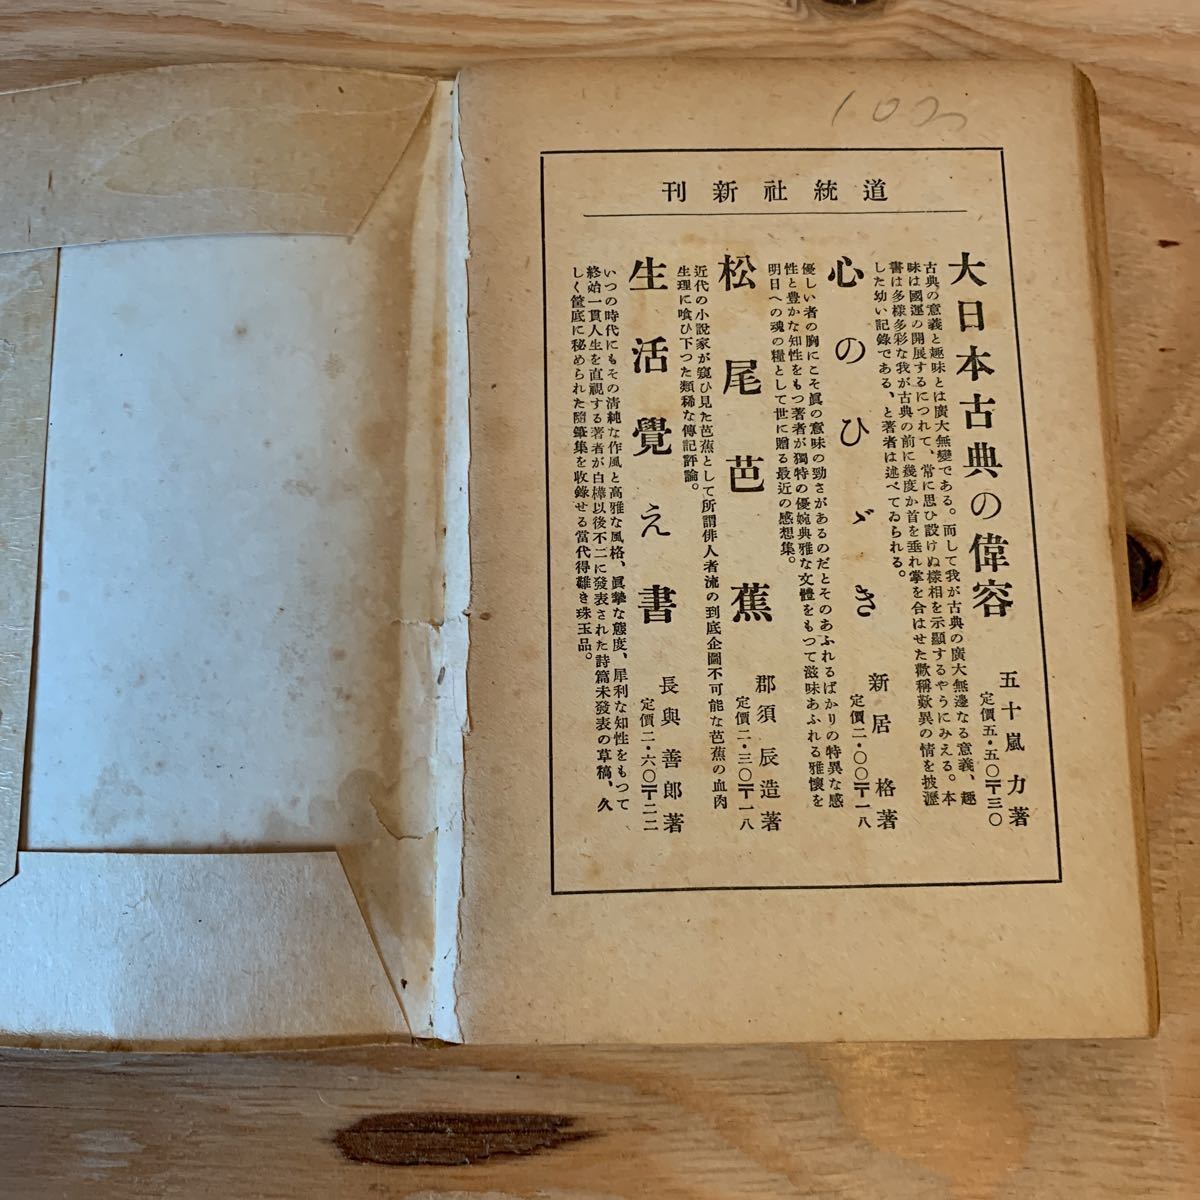 道統社新刊
大日本古典の偉容
五十嵐力著
定價五・五〇〒三〇
古典の意義と趣味とは廣大無變である。而して我が古典の廣大無邊なる意義、趣
味は國運の開展するにつれて、常に思ひ設けぬ樣相を示顯するやうにみえる。本
書は多樣多彩な我が古典の前に幾度か首を垂れ掌を合はせた歡稱歎異の情を披瀝
した幼い記錄である、と著者は述べてゐられる。
心のひゞき
新居格著
定價二・〇〇〒一八
優しい者の胸にこそ眞の意味の勁さがあるのだとそのあふれるばかりの特異な感
性と豊かな知性をもつ著者が獨特の優婉典雅な文體をもつて滋味あふれる雅懷を
明日への魂の糧として世に贈る最近の感想集。
松尾芭蕉
郡須辰造著
定價二・三〇〒一八
近代の小說家が窺ひ見た芭蕉として所謂俳人者流の到底企圖不可能な芭蕉の血肉
生理に喰ひ下つた類稀な傳記評論。
生活覺え書
長與善郎著
定價二・六〇〒二二
いつの時代にもその清純な作風と高雅な風格、眞摯な態度、犀利な知性をもつて
終始一貫人生を直視する著者が白樺以後不二に發表された詩篇未發表の草稿、久
しく筐底に秘められた隨筆集を收錄せる當代得難き珠玉品。